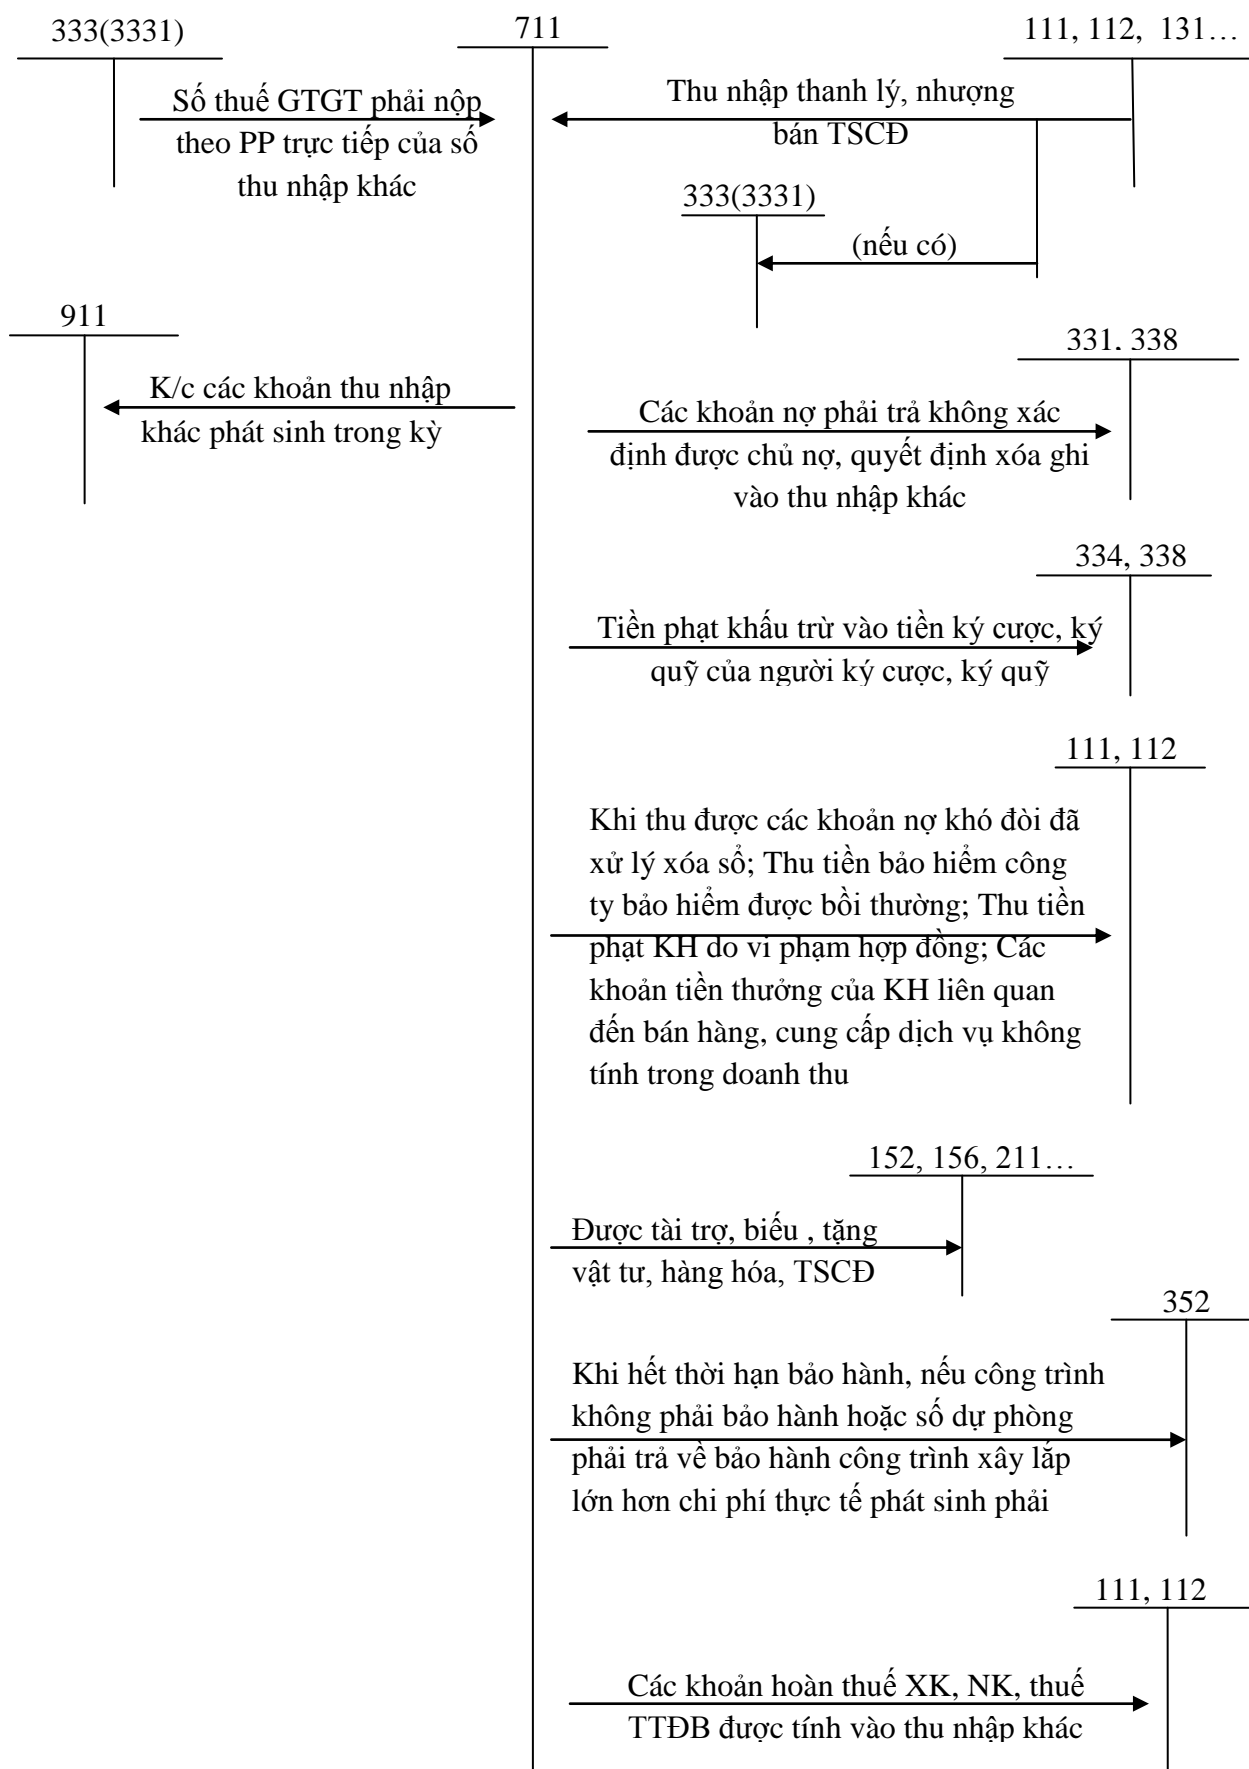 333(3331)
711
111, 112,  131…
Số thuế GTGT phải nộp
theo PP trực tiếp của số
thu nhập khác
Thu nhập thanh lý, nhượng
bán TSCĐ
333(3331)
(nếu có)
911
K/c các khoản thu nhập
khác phát sinh trong kỳ
331, 338
Các khoản nợ phải trả không xác
định được chủ nợ, quyết định xóa ghi
vào thu nhập khác
334, 338
Tiền phạt khấu trừ vào tiền ký cược, ký
quỹ của người ký cược, ký quỹ
111, 112
Khi thu được các khoản nợ khó đòi đã
xử lý xóa sổ; Thu tiền bảo hiểm công
ty bảo hiểm được bồi thường; Thu tiền
phạt KH do vi phạm hợp đồng; Các
khoản tiền thưởng của KH liên quan
đến bán hàng, cung cấp dịch vụ không
tính trong doanh thu
152, 156, 211…
Được tài trợ, biếu , tặng
vật tư, hàng hóa, TSCĐ
352
Khi hết thời hạn bảo hành, nếu công trình
không phải bảo hành hoặc số dự phòng
phải trả về bảo hành công trình xây lắp
lớn hơn chi phí thực tế phát sinh phải
111, 112
Các khoản hoàn thuế XK, NK, thuế
TTĐB được tính vào thu nhập khác